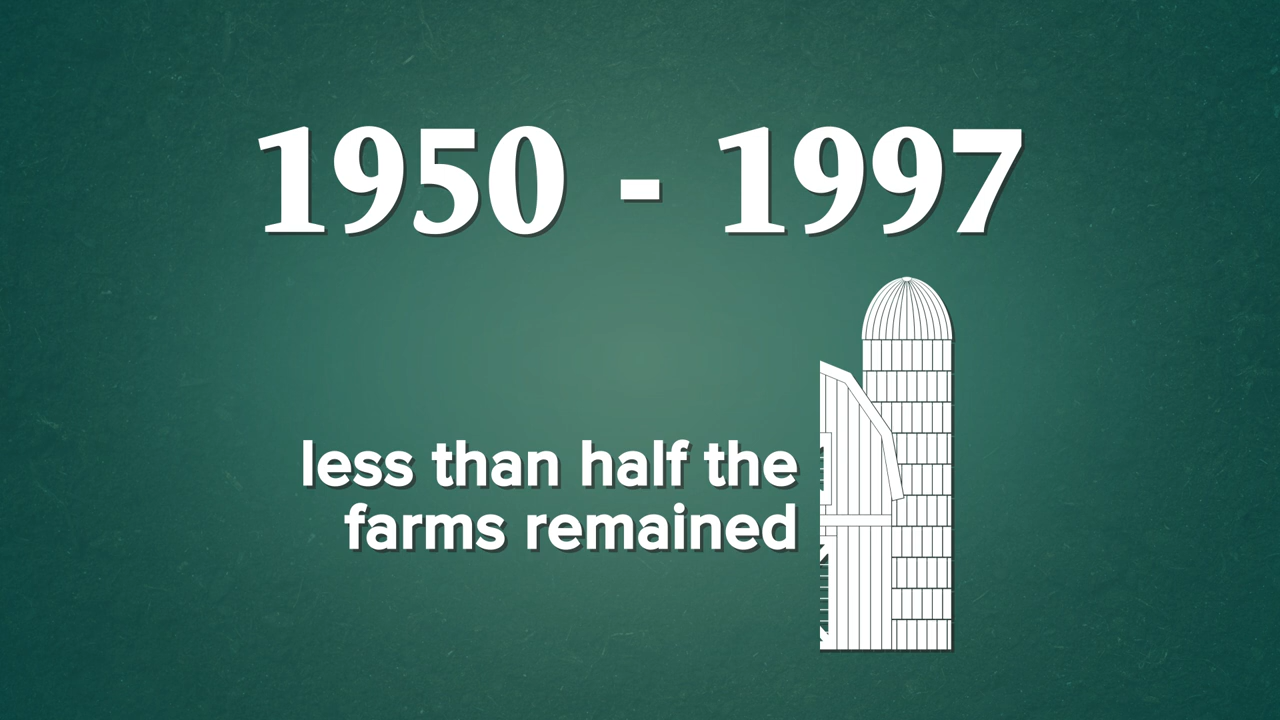 1950 - 1997
less than half the
farms remained